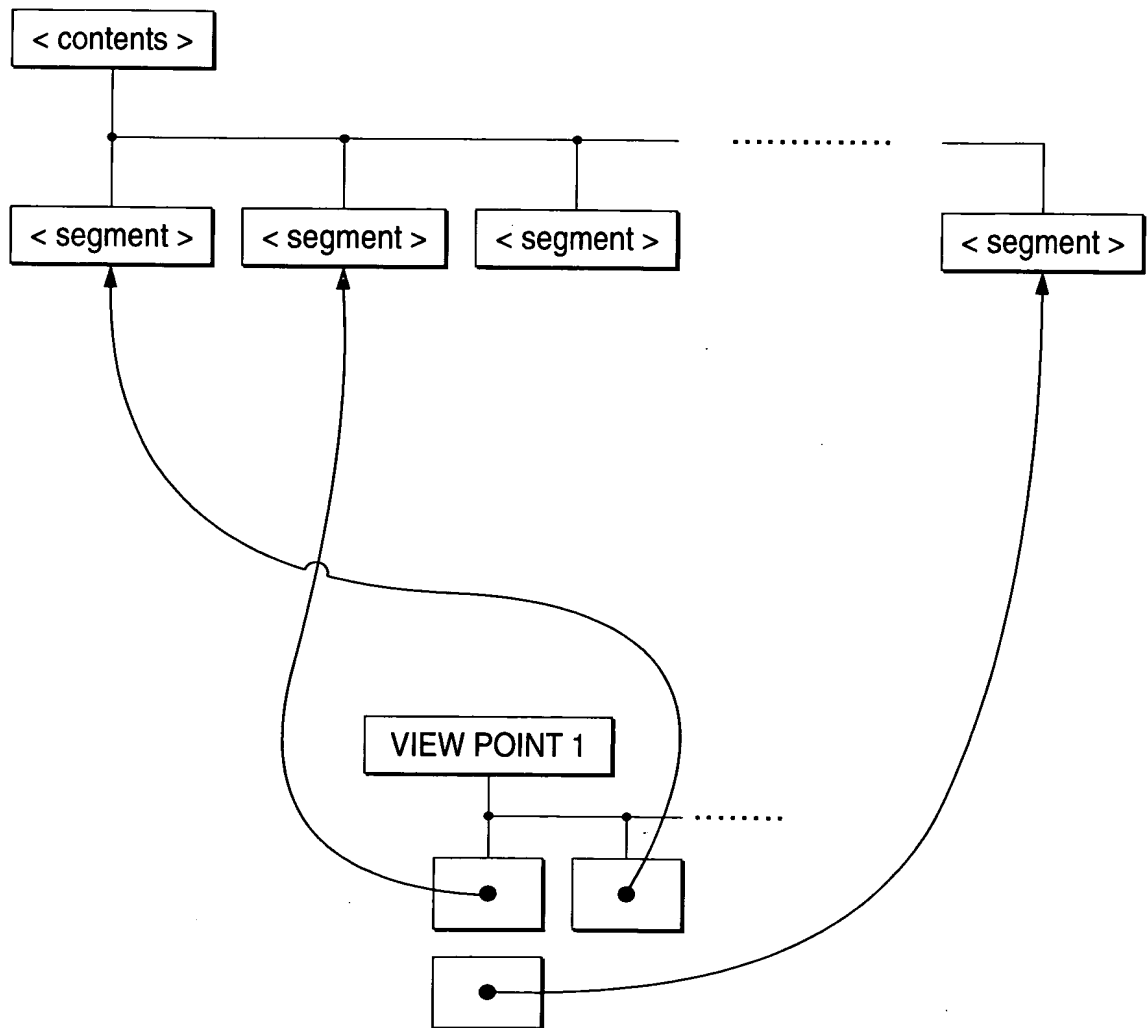 < contents >
< segment > < segment > < segment > < segment >
VIEW POINT 1